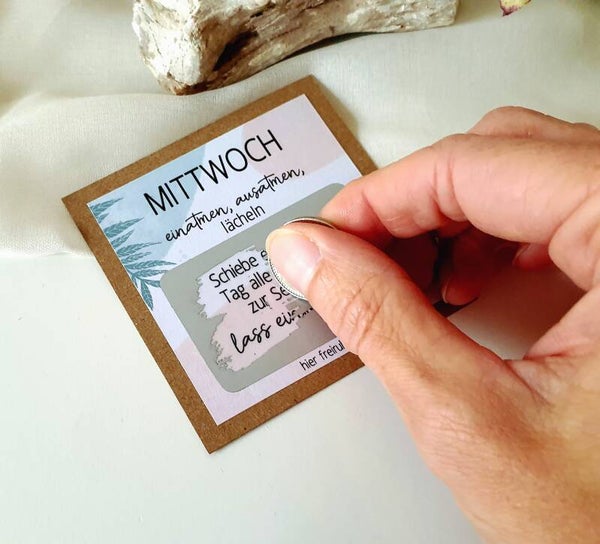 MITTWOCH
einatmen, ausatmen,
lächeln
Schiebe
Tag alle
zur
lass
hier